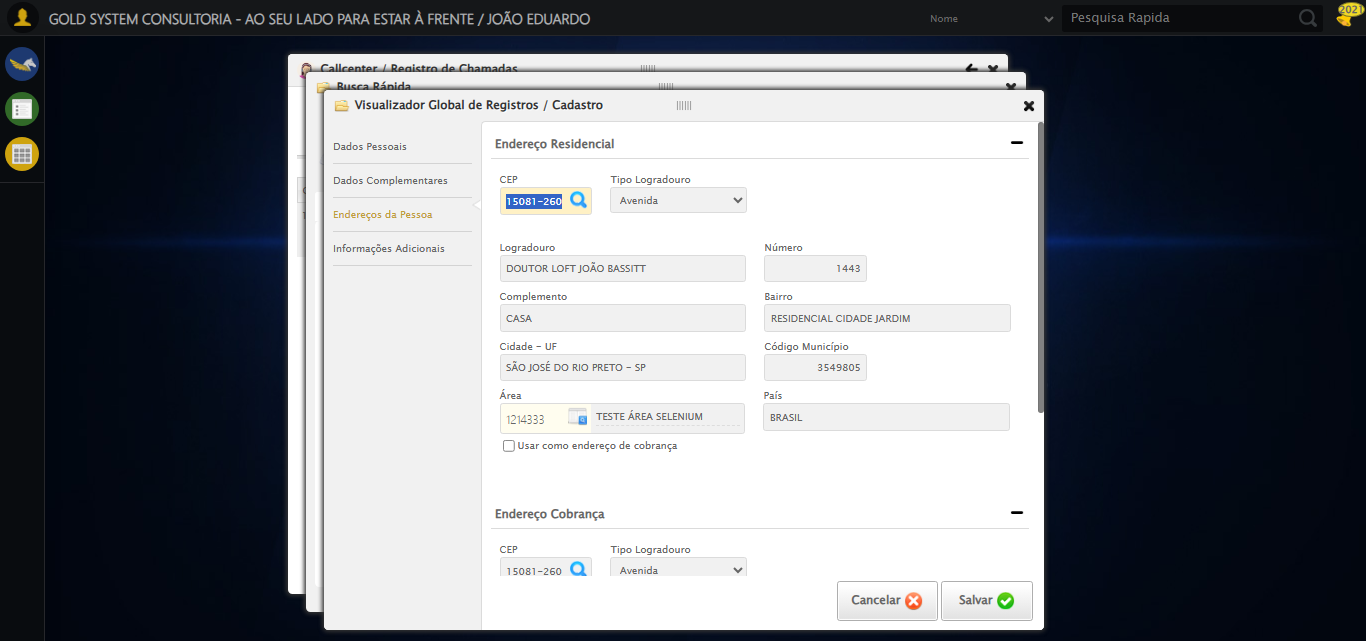 GOLD SYSTEM CONSULTORIA - AO SEU LADO PARA ESTAR À FRENTE / JOÃO EDUARDO
Nome
Pesquisa Rapida
2021
Callcenter / Registro de Chamadas
Busca Rápida
Visualizador Global de Registros / Cadastro
Dados Pessoais
Dados Complementares
Endereços da Pessoa
Informações Adicionais
Endereço Residencial
CEP Tipo Logradouro
15081-260 Avenida
Logradouro Número
DOUTOR LOFT JOÃO BASSITT 1443
Complemento Bairro
CASA RESIDENCIAL CIDADE JARDIM
Cidade - UF Código Município
SÃO JOSÉ DO RIO PRETO - SP 3549805
Área País
1214333 TESTE ÁREA SELENIUM BRASIL
Usar como endereço de cobrança
Endereço Cobrança
CEP Tipo Logradouro
15081-260 Avenida
Cancelar Salvar